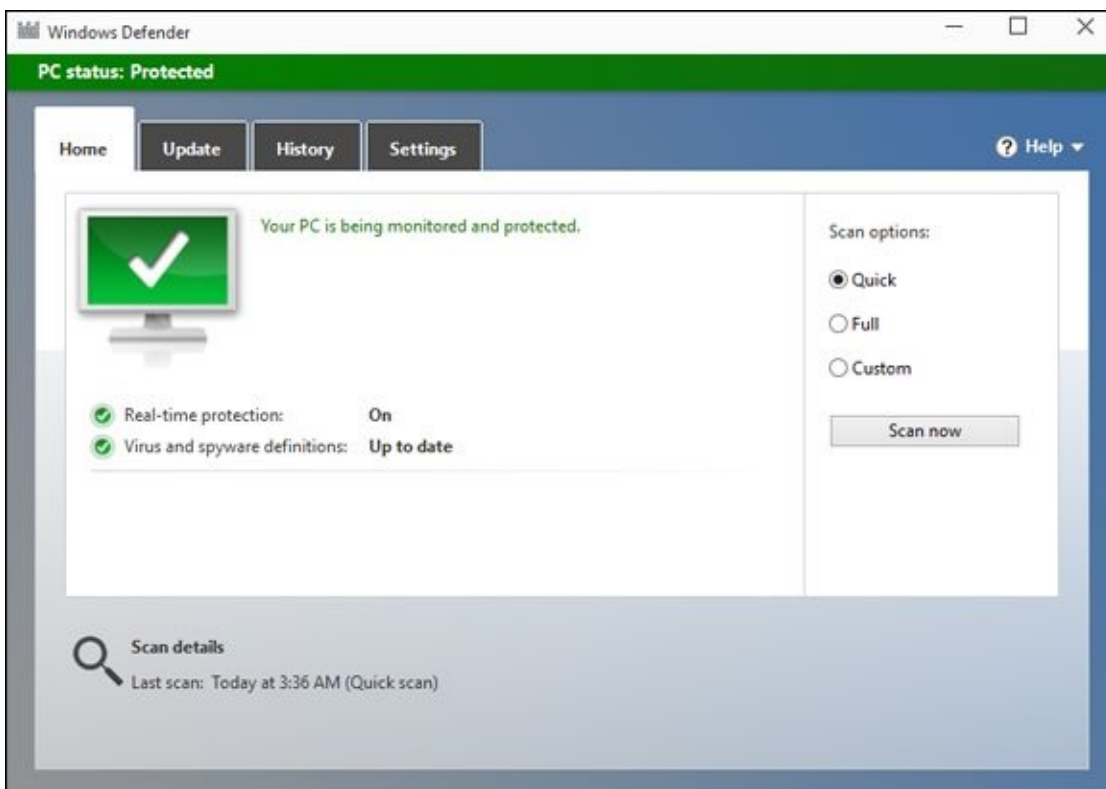 Windows Defender
PC status: Protected
Home Update History Settings Help
Your PC is being monitored and protected.
Scan options:
Quick
Full
Custom
Real-time protection: On
Virus and spyware definitions: Up to date
Scan now
Scan details
Last scan: Today at 3:36 AM (Quick scan)